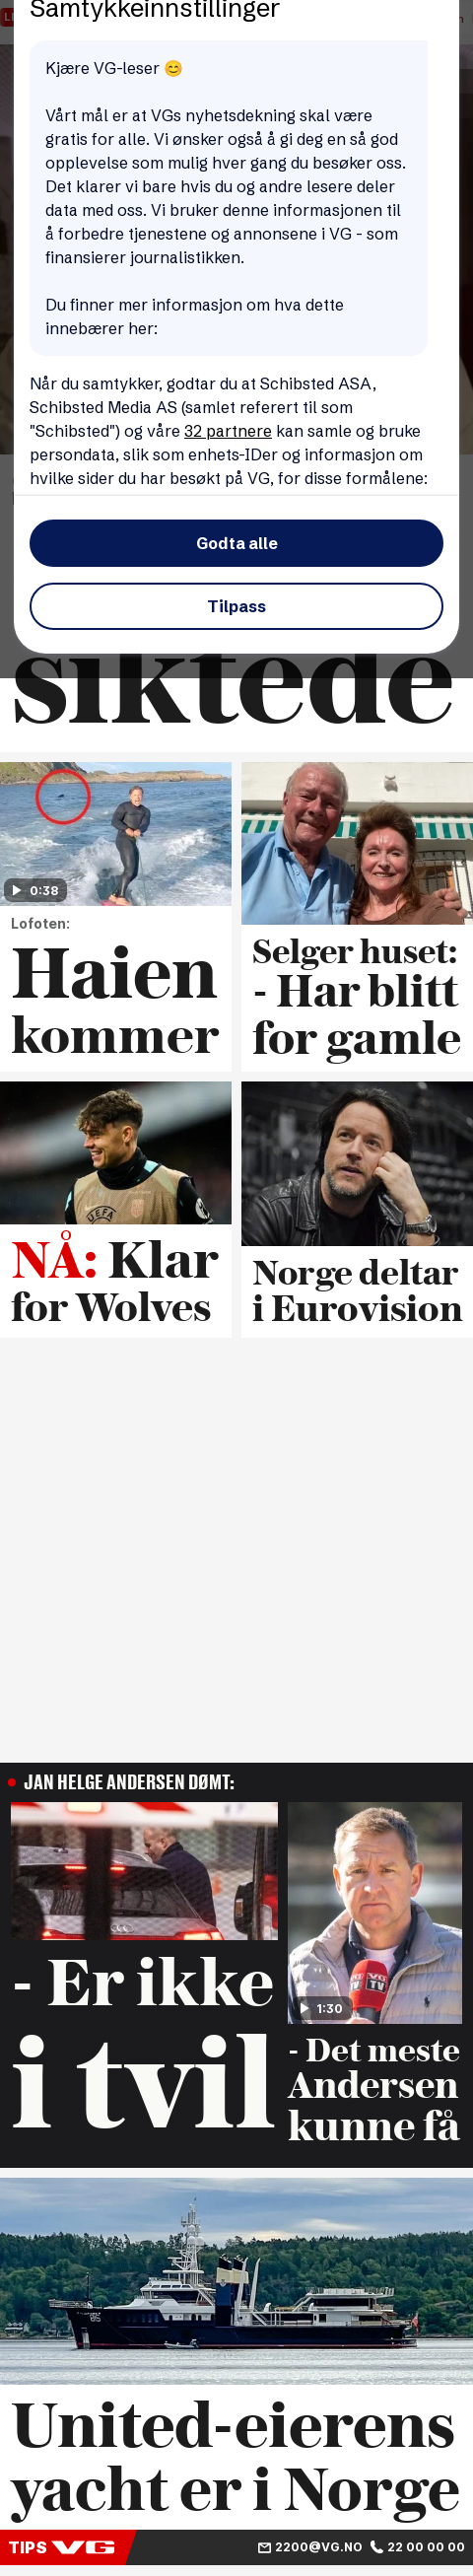 Samtykkeinnstillinger
Kjære VG-leser 😊
Vårt mål er at VGs nyhetsdekning skal være
gratis for alle. Vi ønsker også å gi deg en så god
opplevelse som mulig hver gang du besøker oss.
Det klarer vi bare hvis du og andre lesere deler
data med oss. Vi bruker denne informasjonen til
å forbedre tjenestene og annonsene i VG - som
finansierer journalistikken.
Du finner mer informasjon om hva dette
innebærer her:
Når du samtykker, godtar du at Schibsted ASA,
Schibsted Media AS (samlet referert til som
"Schibsted") og våre 32 partnere kan samle og bruke
persondata, slik som enhets-IDer og informasjon om
hvilke sider du har besøkt på VG, for disse formålene:
Godta alle
Tilpass
siktede
0:38
Lofoten:
Haien
kommer
Selger huset:
- Har blitt
for gamle
UEFA
NÅ: Klar
for Wolves
Norge deltar
i Eurovision
JAN HELGE ANDERSEN DØMT:
- Er ikke
i tvil
VG
TV
1:30
- Det meste
Andersen
kunne få
United-eierens
yacht er i Norge
TIPS VG
2200@VG.NO
22 00 00 00